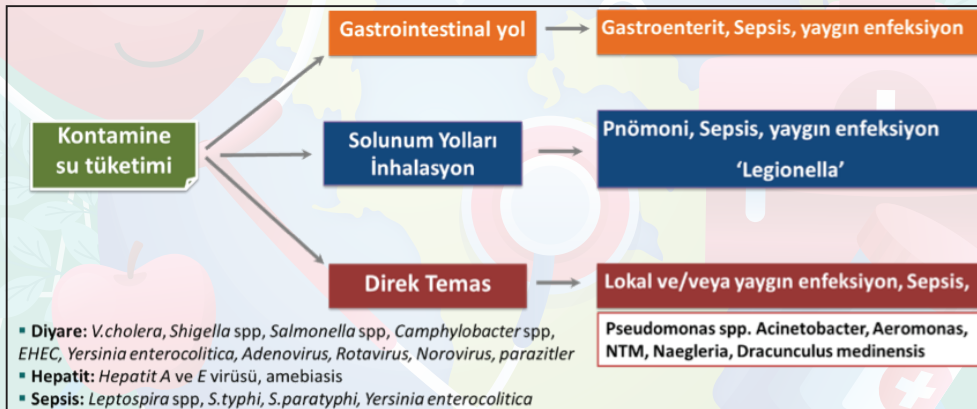 Gastrointestinal yol
Gastroenterit, Sepsis, yaygın enfeksiyon
Kontamine
su tüketimi
Solunum Yolları
İnhalasyon
Pnömoni, Sepsis, yaygın enfeksiyon
‘Legionella’
Direk Temas
Lokal ve/veya yaygın enfeksiyon, Sepsis,
Pseudomonas spp. Acinetobacter, Aeromonas,
NTM, Naegleria, Dracunculus medinensis
▪ Diyare: V.cholera, Shigella spp, Salmonella spp, Camphylobacter spp,
EHEC, Yersinia enterocolitica, Adenovirus, Rotavirus, Norovirus, parazitler
▪ Hepatit: Hepatit A ve E virüsü, amebiasis
▪ Sepsis: Leptospira spp, S.typhi, S.paratyphi, Yersinia enterocolitica